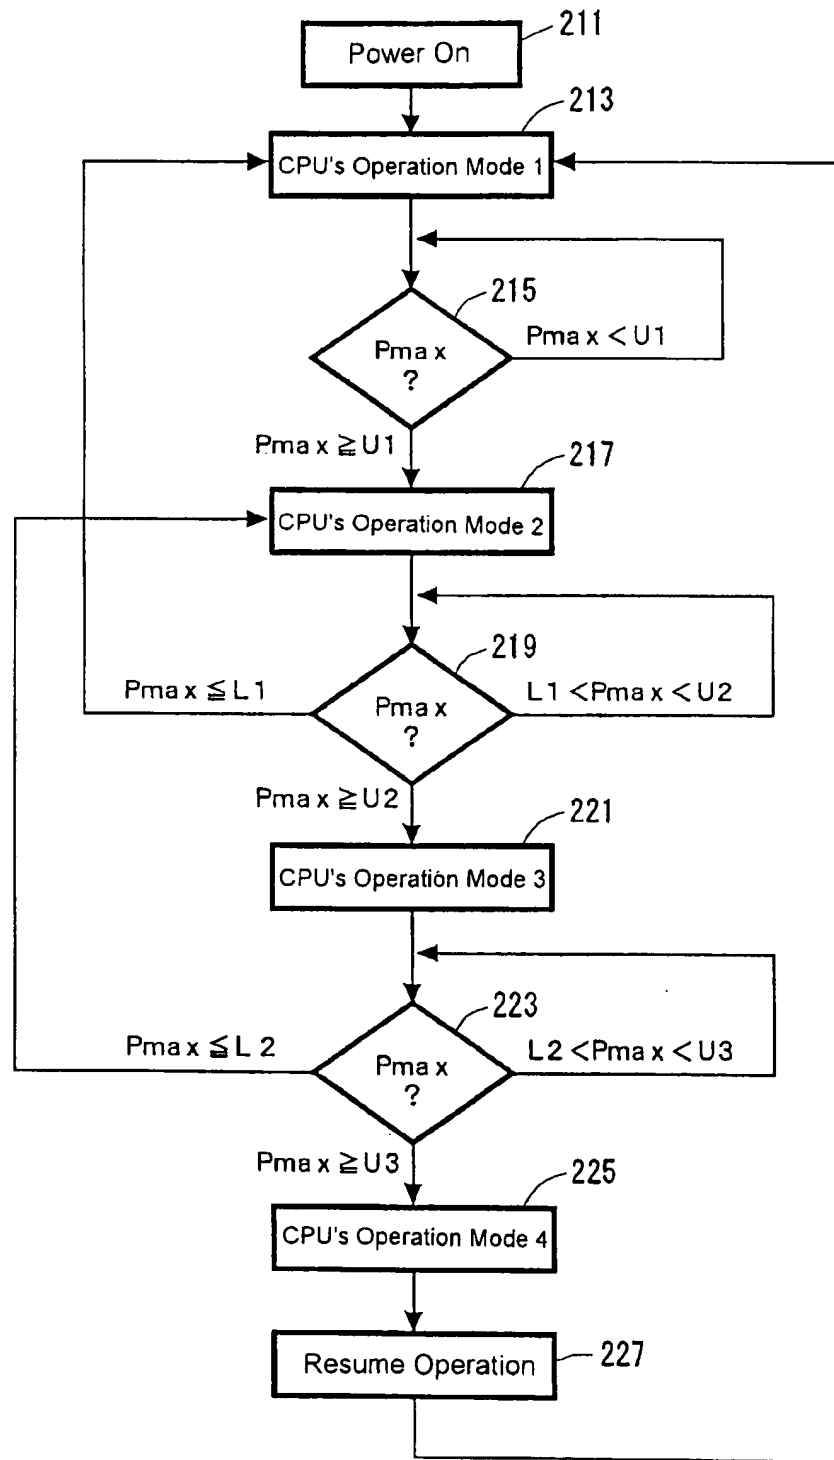 211
Power On
213
CPU's Operation Mode 1
215
Pmax
?
Pmax < U1
Pmax ≧ U1
217
CPU's Operation Mode 2
219
Pmax ≦ L1
Pmax
?
L1 < Pmax < U2
Pmax ≧ U2
221
CPU's Operation Mode 3
223
Pmax ≦ L2
Pmax
?
L2 < Pmax < U3
Pmax ≧ U3
225
CPU's Operation Mode 4
Resume Operation
227